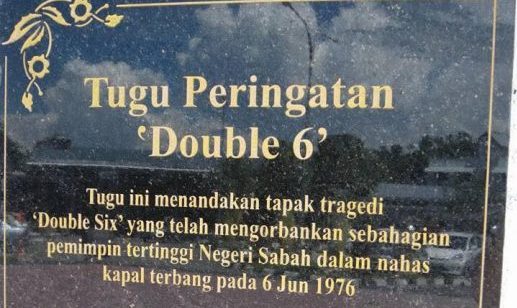 Tugu Peringatan
‘Double 6’
Tugu ini menandakan tapak tragedi
‘Double Six’ yang telah mengorbankan sebahagian
pemimpin tertinggi Negeri Sabah dalam nahas
kapal terbang pada 6 Jun 1976